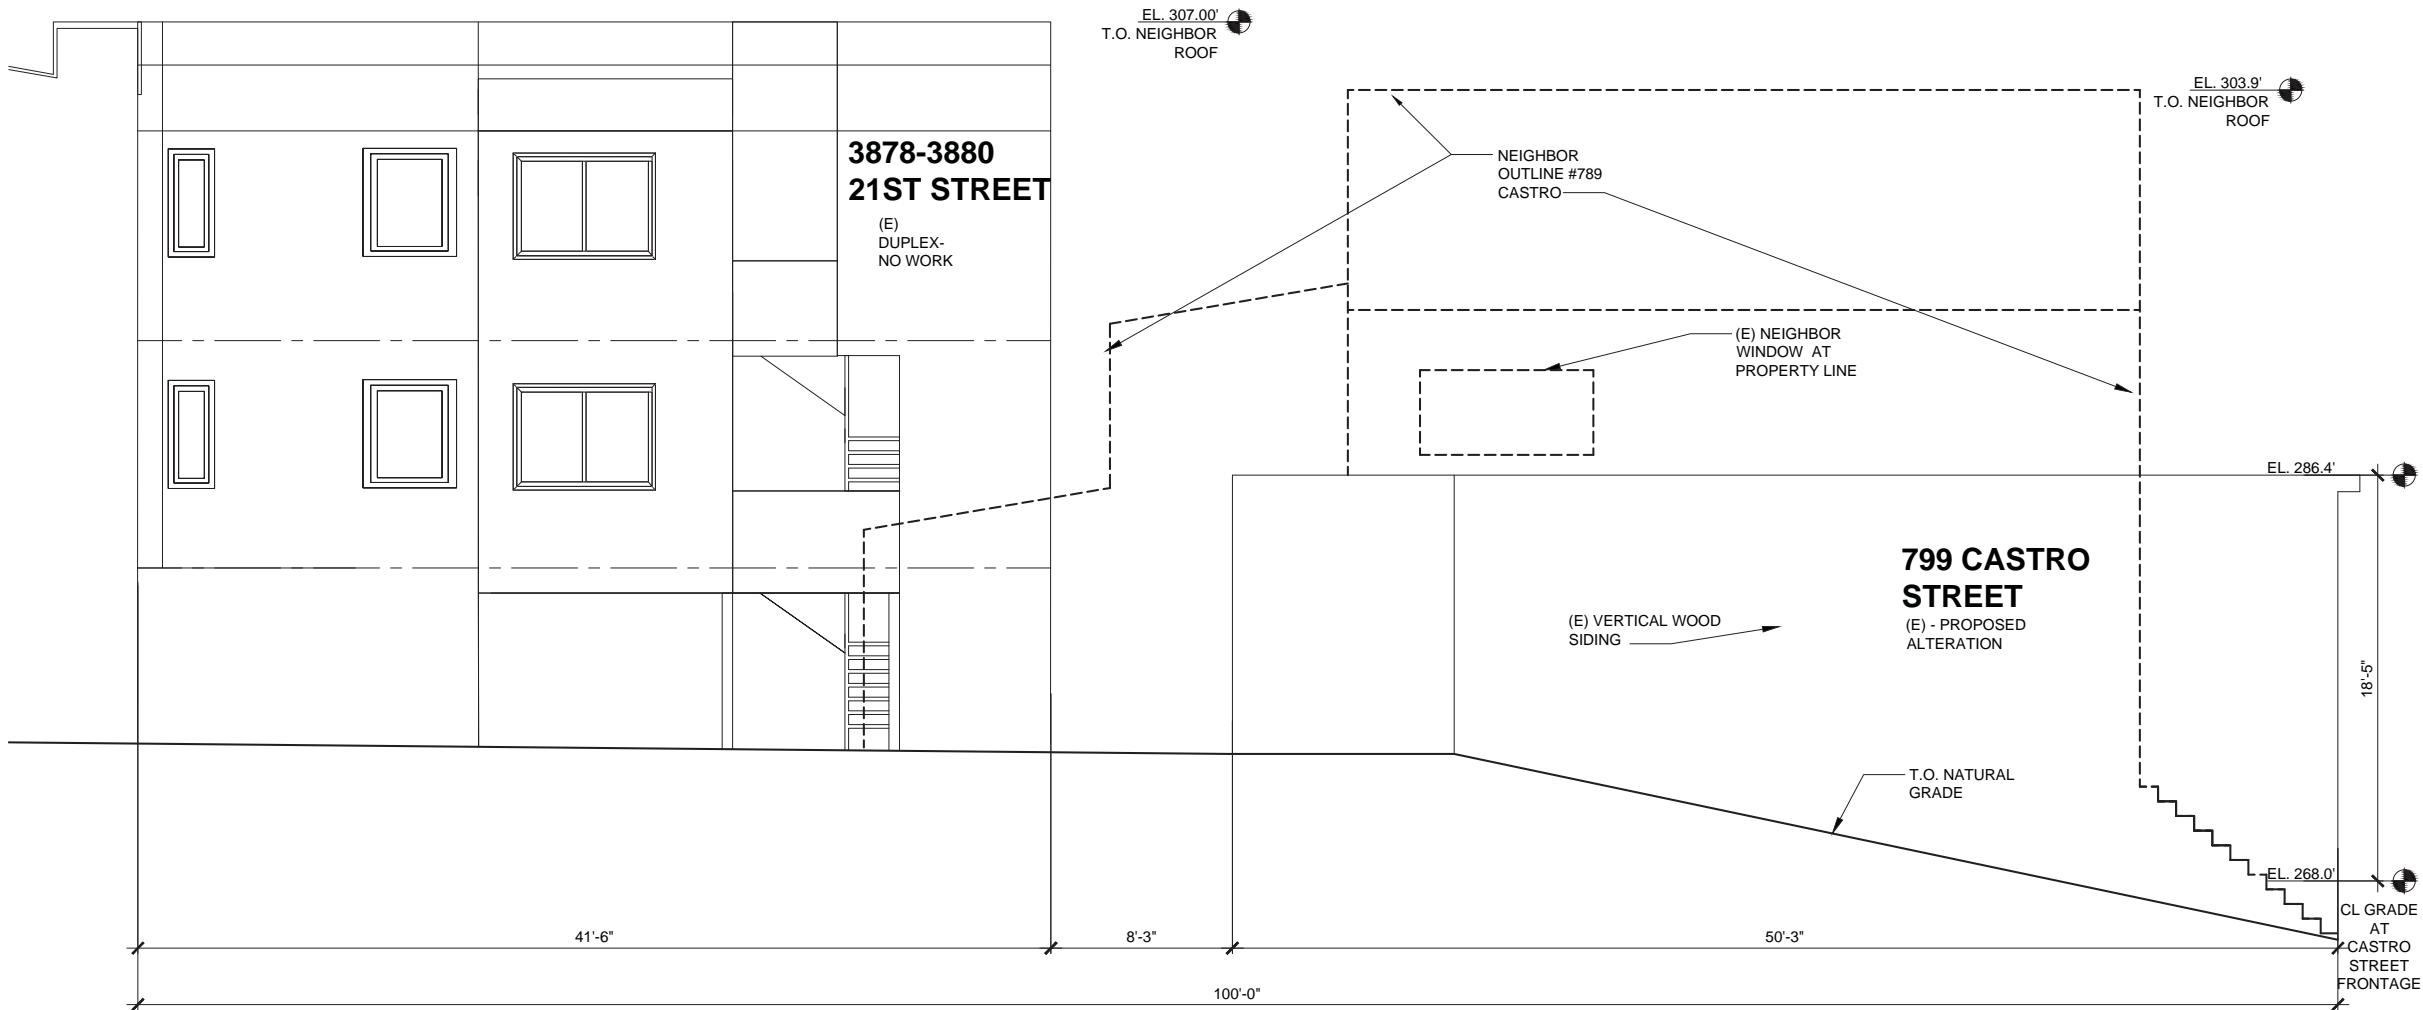 EL. 307.00'
T.O. NEIGHBOR
ROOF
EL. 303.9'
T.O. NEIGHBOR
ROOF
3878-3880
21ST STREET
(E)
DUPLEX-
NO WORK
NEIGHBOR
OUTLINE #789
CASTRO
(E) NEIGHBOR
WINDOW AT
PROPERTY LINE
EL. 286.4'
799 CASTRO
STREET
(E) - PROPOSED
ALTERATION
(E) VERTICAL WOOD
SIDING
18'-5"
T.O. NATURAL
GRADE
EL. 268.0'
CL GRADE
AT
CASTRO
STREET
FRONTAGE
41'-6"
8'-3"
50'-3"
100'-0"